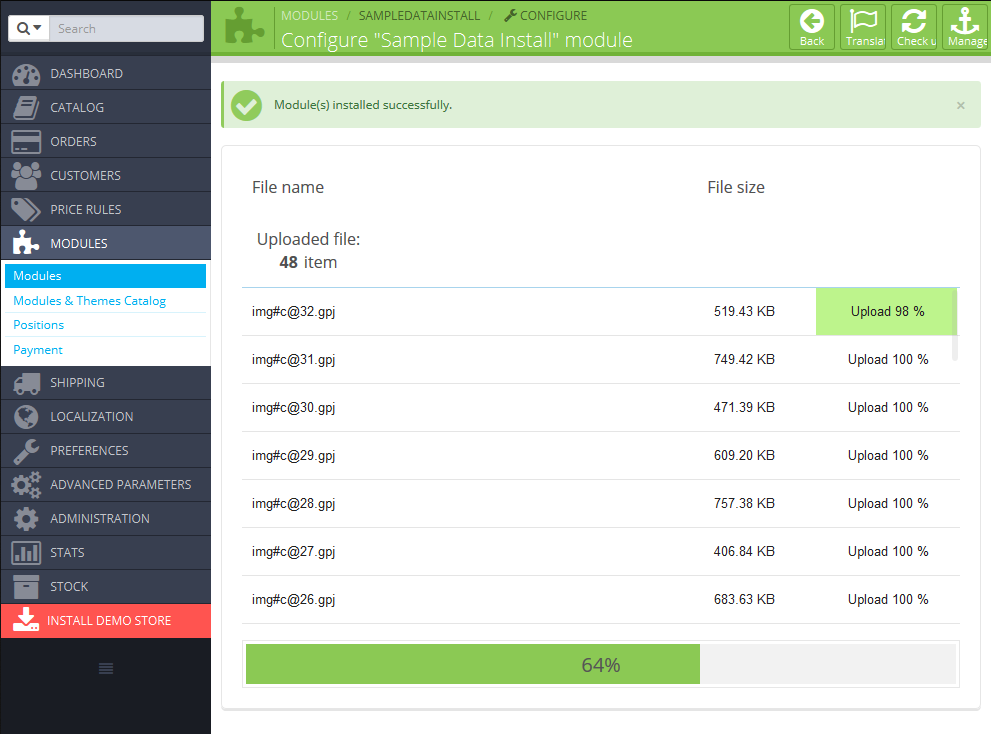 Search
DASHBOARD
CATALOG
ORDERS
CUSTOMERS
PRICE RULES
MODULES
Modules
Modules & Themes Catalog
Positions
Payment
SHIPPING
LOCALIZATION
PREFERENCES
ADVANCED PARAMETERS
ADMINISTRATION
STATS
STOCK
INSTALL DEMO STORE
MODULES / SAMPLEDATAINSTALL / CONFIGURE
Configure "Sample Data Install" module
Back
Translat
Check u
Manage
Module(s) installed successfully. ×
File name File size
Uploaded file:
48 item
img#c@32.gpj 519.43 KB Upload 98 %
img#c@31.gpj 749.42 KB Upload 100 %
img#c@30.gpj 471.39 KB Upload 100 %
img#c@29.gpj 609.20 KB Upload 100 %
img#c@28.gpj 757.38 KB Upload 100 %
img#c@27.gpj 406.84 KB Upload 100 %
img#c@26.gpj 683.63 KB Upload 100 %
64%